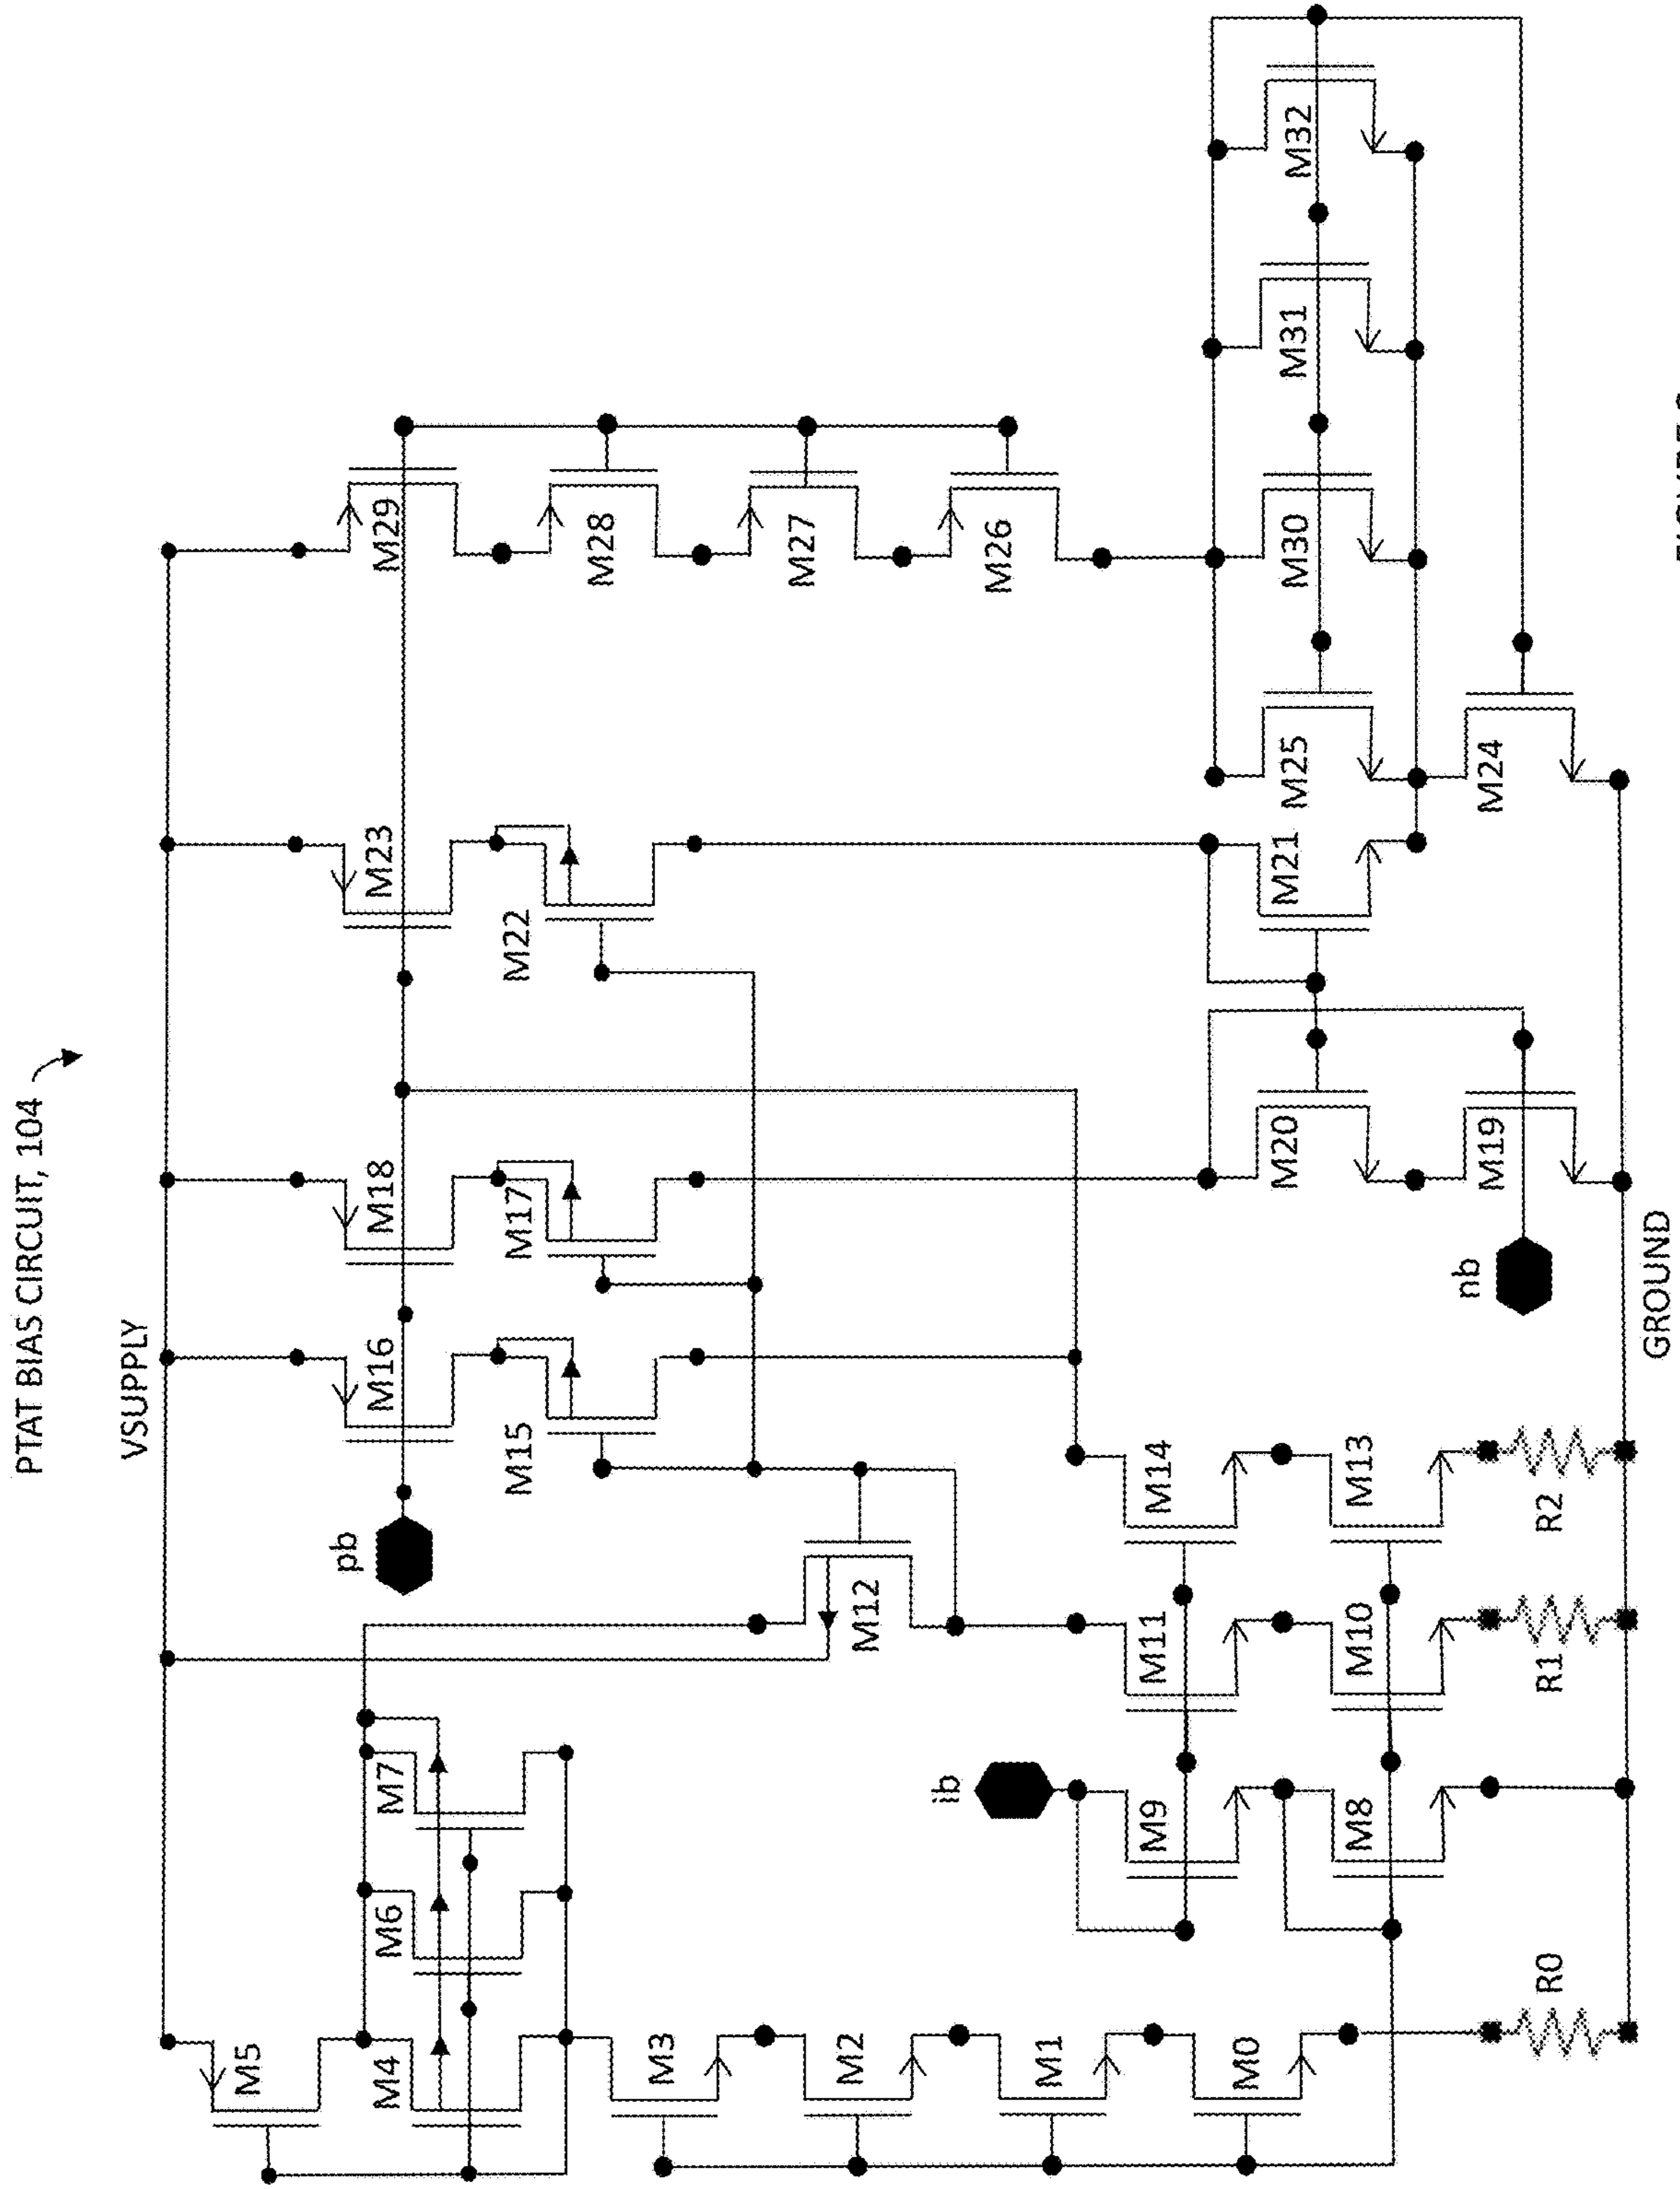 PTAT BIAS CIRCUIT, 104
VSUPPLY
M5
M4
M6
M7
M3
M2
M1
M0
R0
ib
M9
M8
M12
M11
M10
R1
pb
M16
M15
M14
M13
R2
M18
M17
M20
M19
nb
GROUND
M23
M22
M21
M29
M28
M27
M26
M25
M24
M30
M31
M32